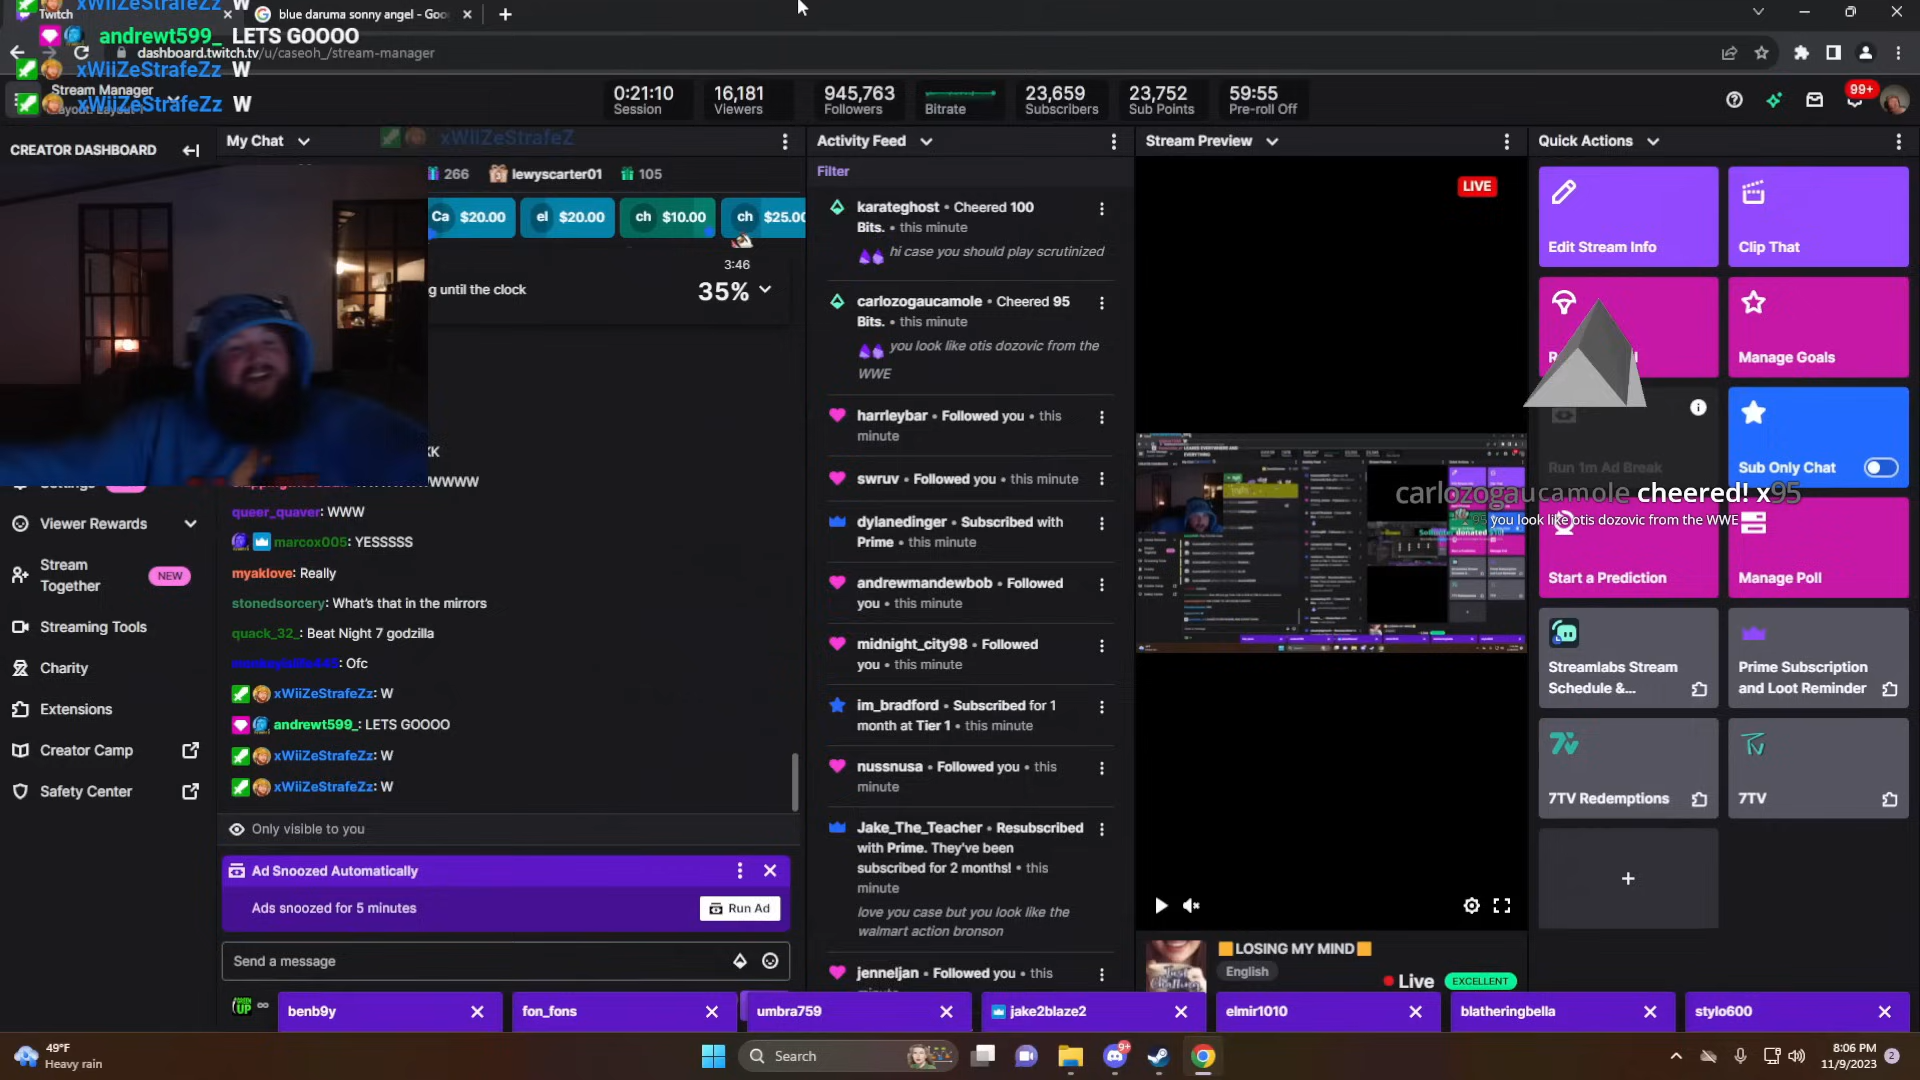 W
Twitch
blue daruma sonny angel - Goo
andrewt599_ LETS GOOOO
dashboard.twitch.tv/u/caseoh_/stream-manager
xWiiZeStrafeZz W
Stream Manager
xWiiZeStrafeZz W
0:21:10
Session
16,181
Viewers
945,763
Followers
Bitrate
23,659
Subscribers
23,752
Sub Points
59:55
Pre-roll Off
99+
CREATOR DASHBOARD
Viewer Rewards
Stream
Together
NEW
Streaming Tools
Charity
Extensions
Creator Camp
Safety Center
My Chat
xWiiZeStrafeZ
266
lewyscarter01
105
Ca $20.00
el $20.00
ch $10.00
ch $25.00
3:46
g until the clock
35%
queer_quaver: WWW
marcox005: YESSSSS
myaklove: Really
stonedsorcery: What's that in the mirrors
quack_32_: Beat Night 7 godzilla
Ofc
xWiiZeStrafeZz: W
andrewt599_: LETS GOOOO
xWiiZeStrafeZz: W
xWiiZeStrafeZz: W
Only visible to you
Ad Snoozed Automatically
Ads snoozed for 5 minutes
Run Ad
Send a message
Activity Feed
Filter
karateghost • Cheered 100
Bits. • this minute
hi case you should play scrutinized
carlozogaucamole • Cheered 95
Bits. • this minute
you look like otis dozovic from the
WWE
harrleybar • Followed you • this
minute
swruv • Followed you • this minute
dylanedinger • Subscribed with
Prime • this minute
andrewmandewbob • Followed
you • this minute
midnight_city98 • Followed
you • this minute
im_bradford • Subscribed for 1
month at Tier 1 • this minute
nussnusa • Followed you • this
minute
Jake_The_Teacher • Resubscribed
with Prime. They've been
subscribed for 2 months! • this
minute
love you case but you look like the
walmart action bronson
jenneljan • Followed you • this
Stream Preview
LIVE
LOSING MY MIND
English
Live
EXCELLENT
Quick Actions
Edit Stream Info
Clip That
Manage Goals
Run 1m Ad Break
Sub Only Chat
carlozogaucamole cheered! x95
you look like otis dozovic from the WWE
Start a Prediction
Manage Poll
Streamlabs Stream
Schedule &...
Prime Subscription
and Loot Reminder
7TV Redemptions
7TV
+
benb9y
fon_fons
umbra759
jake2blaze2
elmir1010
blatheringbella
stylo600
49°F
Heavy rain
Search
9+
8:06 PM
11/9/2023
2